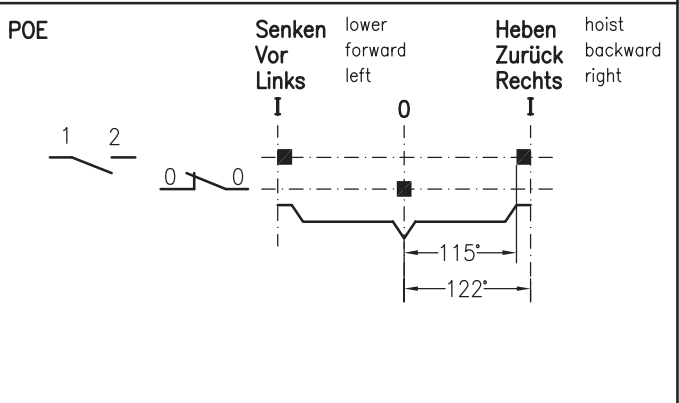 POE
Senken lower
Vor forward
Links left
Heben hoist
Zurück backward
Rechts right
I 0 I
1 2
0 0
115°
122°